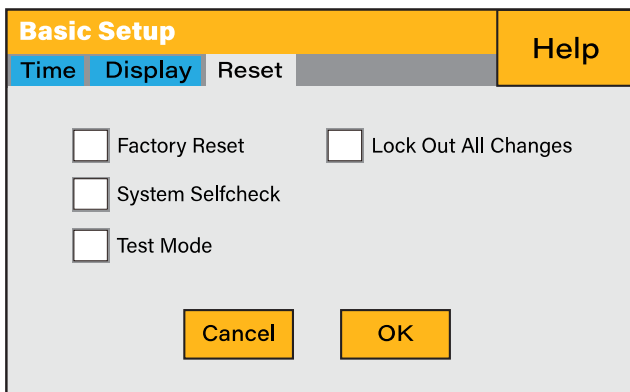 Basic Setup
Help
Time Display Reset
Factory Reset
Lock Out All Changes
System Selfcheck
Test Mode
Cancel OK